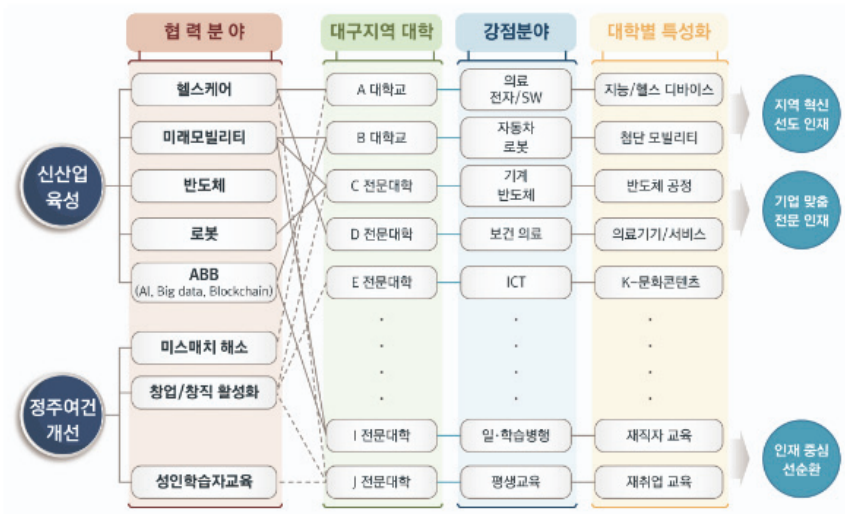 협력분야
대구지역 대학
강점분야
대학별 특성화
신산업
육성
헬스케어
A 대학교
의료
전자/SW
지능/헬스 디바이스
지역 혁신
선도 인재
미래모빌리티
B 대학교
자동차
로봇
첨단 모빌리티
반도체
C 전문대학
기계
반도체
반도체 공정
기업 맞춤
전문 인재
로봇
D 전문대학
보건 의료
의료기기/서비스
ABB
(AI, Big data, Blockchain)
E 전문대학
ICT
K-문화콘텐츠
정주여건
개선
미스매치 해소
창업/창직 활성화
I 전문대학
일·학습병행
재직자 교육
인재 중심
선순환
성인학습자교육
J 전문대학
평생교육
재취업 교육